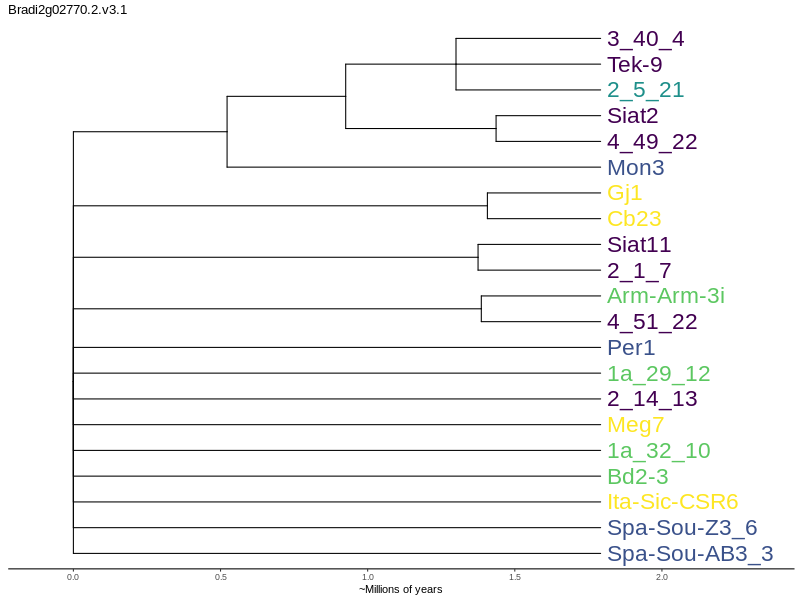 Bradi2g02770.2.v3.1
3_40_4
Tek-9
2_5_21
Siat2
4_49_22
Mon3
Gj1
Cb23
Siat11
2_1_7
Arm-Arm-3i
4_51_22
Per1
1a_29_12
2_14_13
Meg7
1a_32_10
Bd2-3
Ita-Sic-CSR6
Spa-Sou-Z3_6
Spa-Sou-AB3_3
0.0 0.5 1.0 1.5 2.0
~Millions of years